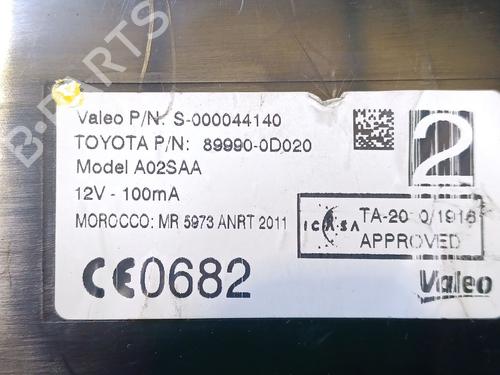 B-PARTS
Valeo P/N: S-000044140
TOYOTA P/N: 89990-0D020
Model A02SAA
12V - 100mA
MOROCCO: MR 5973 ANRT 2011
2
ICASA
APPROVED
CE0682
Valeo